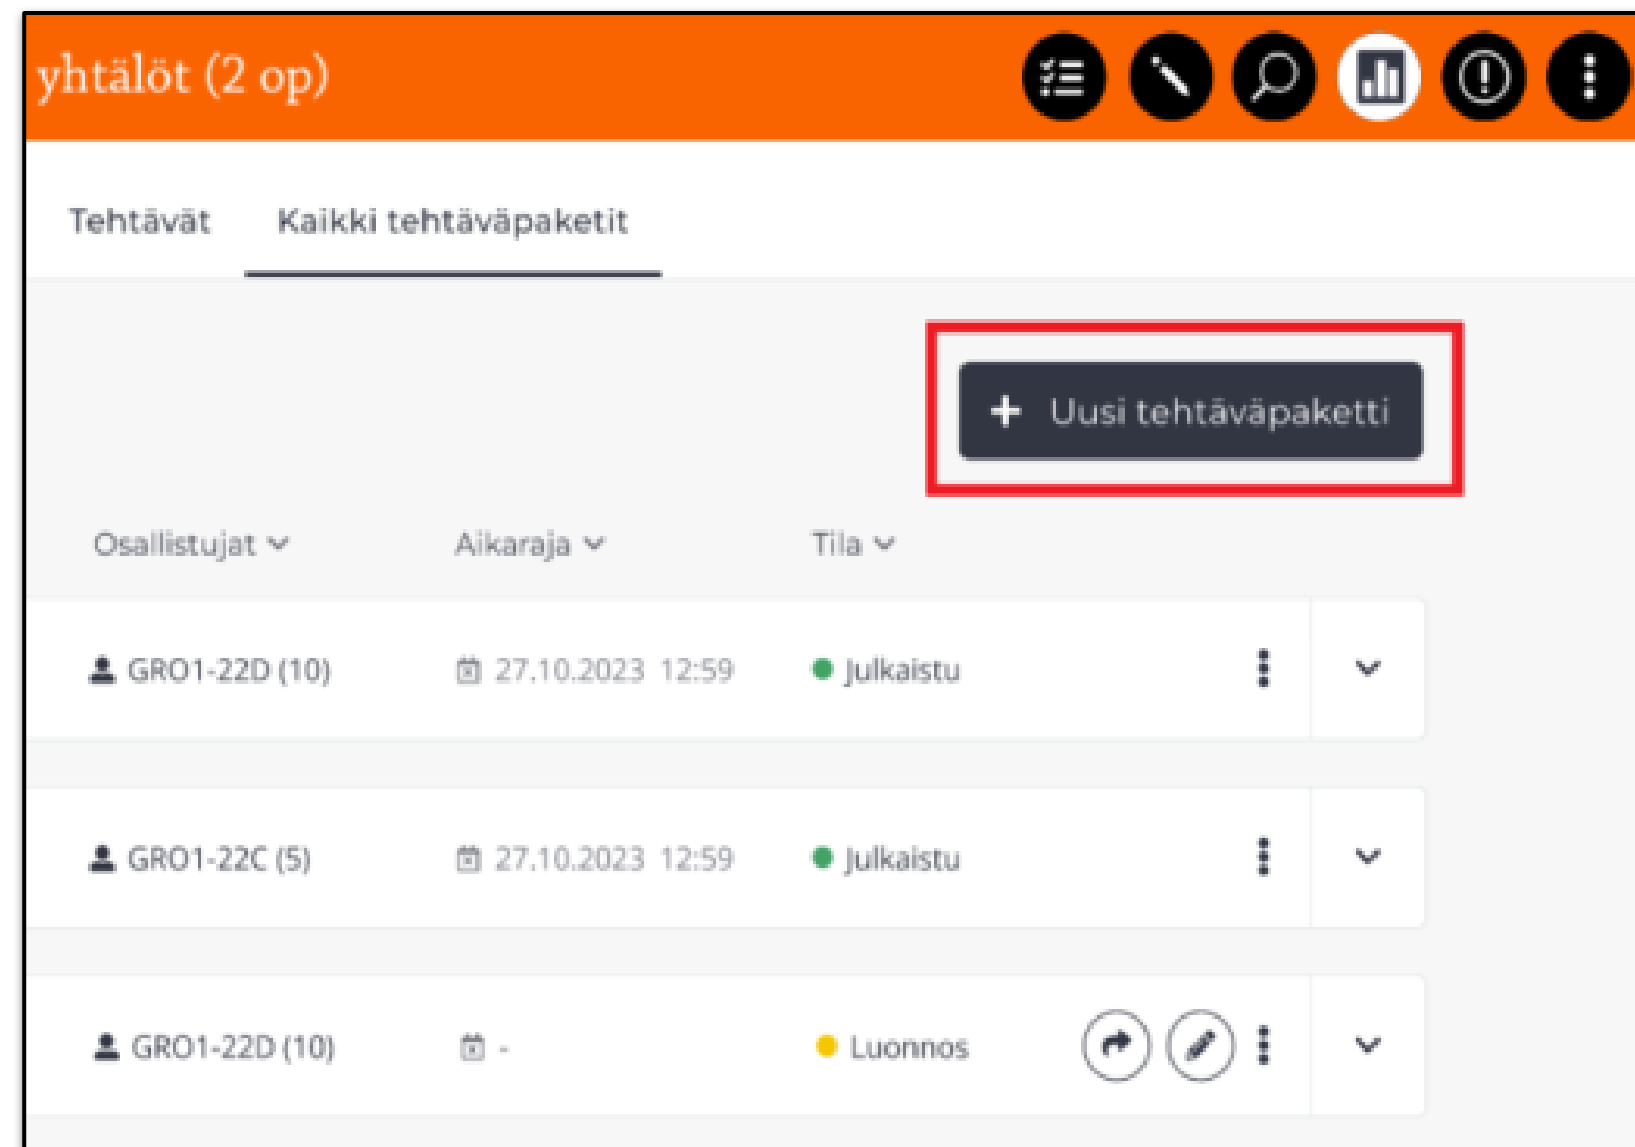 yhtälöt (2 op)
Tehtävät Kaikki tehtäväpaketit
+ Uusi tehtäväpaketti
Osallistujat Aikaraja Tila
GRO1-22D (10) 27.10.2023 12:59 Julkaistu
GRO1-22C (5) 27.10.2023 12:59 Julkaistu
GRO1-22D (10) - Luonnos